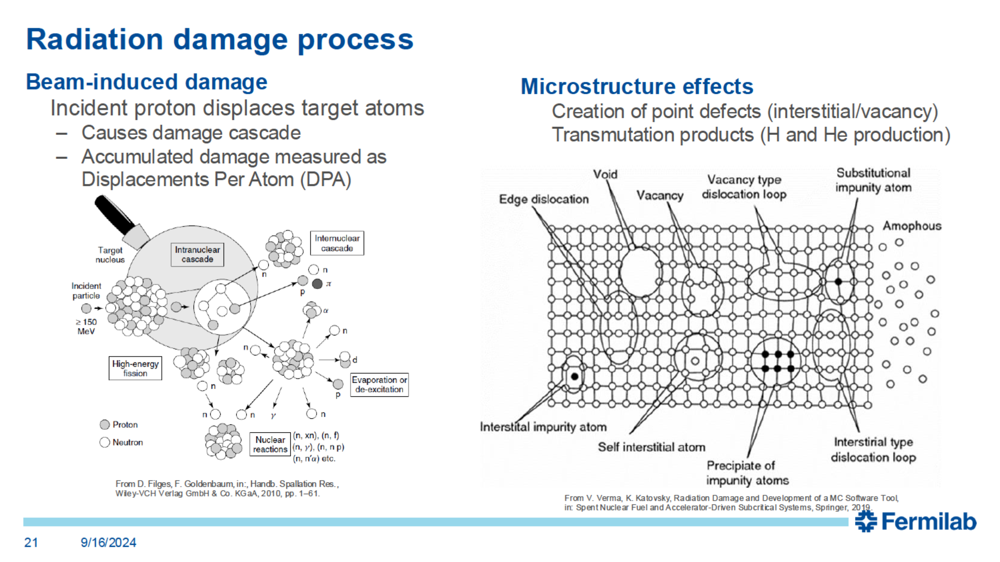 Radiation damage process
Beam-induced damage
Incident proton displaces target atoms
– Causes damage cascade
– Accumulated damage measured as
Displacements Per Atom (DPA)
Target
nucleus
Intranuclear
cascade
Internuclear
cascade
n
n
π
p
Incident
particle
≥ 150
MeV
α
n
n
d
High-energy
fission
n
Evaporation or
de-excitation
p
n
n
γ
n
Proton
Neutron
Nuclear
reactions
(n, xn), (n, f)
(n, γ), (n, n p)
(n, n′α) etc.
From D. Filges, F. Goldenbaum, in:, Handb. Spallation Res.,
Wiley-VCH Verlag GmbH & Co. KGaA, 2010, pp. 1–61.
Microstructure effects
Creation of point defects (interstitial/vacancy)
Transmutation products (H and He production)
Void
Edge dislocation
Vacancy
Vacancy type
dislocation loop
Substitutional
impunity atom
Amophous
Interstital impurity atom
Self interstitial atom
Precipiate of
impunity atoms
Interstirial type
dislocation loop
From V. Verma, K. Katovsky, Radiation Damage and Development of a MC Software Tool,
in: Spent Nuclear Fuel and Accelerator-Driven Subcritical Systems, Springer, 2019.
Fermilab
21 9/16/2024